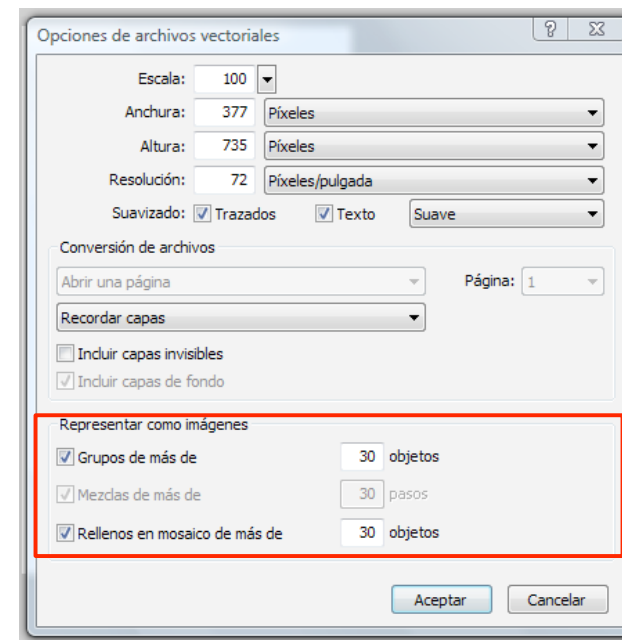 Opciones de archivos vectoriales
Escala: 100
Anchura: 377 Píxeles
Altura: 735 Píxeles
Resolución: 72 Píxeles/pulgada
Suavizado: Trazados Texto Suave
Conversión de archivos
Abrir una página Página: 1
Recordar capas
Incluir capas invisibles
Incluir capas de fondo
Representar como imágenes
Grupos de más de 30 objetos
Mezclas de más de 30 pasos
Rellenos en mosaico de más de 30 objetos
Aceptar Cancelar